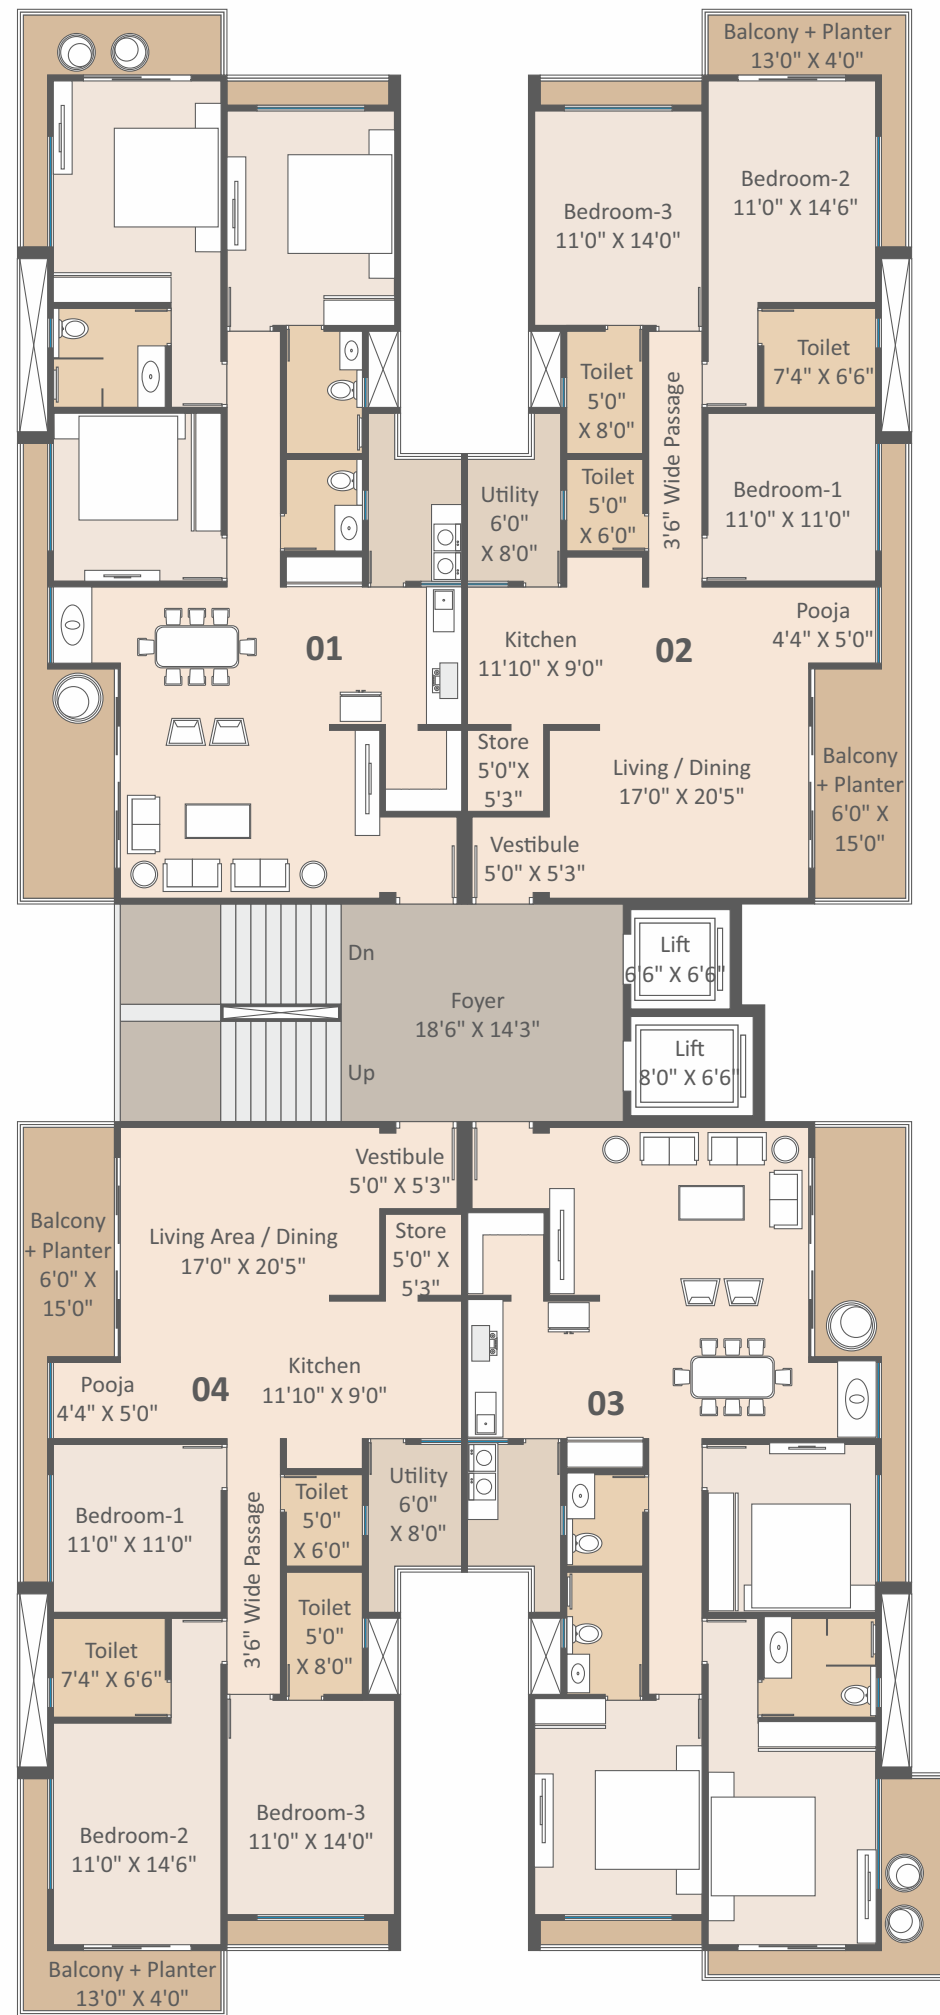 Balcony + Planter
13'0" X 4'0"
Bedroom-2
11'0" X 14'6"
Bedroom-3
11'0" X 14'0"
Toilet
7'4" X 6'6"
Toilet
5'0"
X 8'0"
3'6" Wide Passage
Toilet
5'0"
X 6'0"
Utility
6'0"
X 8'0"
Bedroom-1
11'0" X 11'0"
01
02
Kitchen
11'10" X 9'0"
Pooja
4'4" X 5'0"
Store
5'0"X
5'3"
Living / Dining
17'0" X 20'5"
Balcony
+ Planter
6'0" X
15'0"
Vestibule
5'0" X 5'3"
Dn
Up
Foyer
18'6" X 14'3"
Lift
6'6" X 6'6"
Lift
8'0" X 6'6"
Vestibule
5'0" X 5'3"
Balcony
+ Planter
6'0" X
15'0"
Living Area / Dining
17'0" X 20'5"
Store
5'0" X
5'3"
Kitchen
11'10" X 9'0"
Pooja
4'4" X 5'0"
04
03
Bedroom-1
11'0" X 11'0"
3'6" Wide Passage
Toilet
5'0"
X 6'0"
Utility
6'0"
X 8'0"
Toilet
5'0"
X 8'0"
Toilet
7'4" X 6'6"
Bedroom-2
11'0" X 14'6"
Bedroom-3
11'0" X 14'0"
Balcony + Planter
13'0" X 4'0"